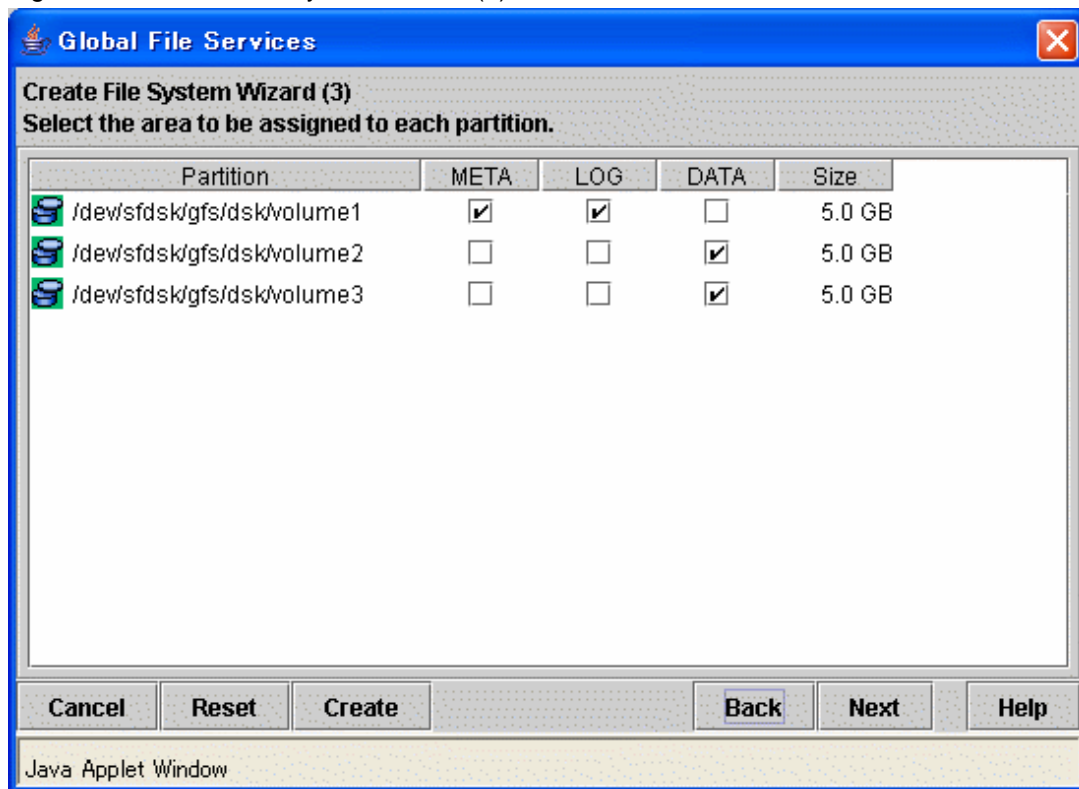 Global File Services
Create File System Wizard (3)
Select the area to be assigned to each partition.
Partition META LOG DATA Size
/dev/sfdsk/gfs/dsk/volume1 5.0 GB
/dev/sfdsk/gfs/dsk/volume2 5.0 GB
/dev/sfdsk/gfs/dsk/volume3 5.0 GB
Cancel Reset Create Back Next Help
Java Applet Window